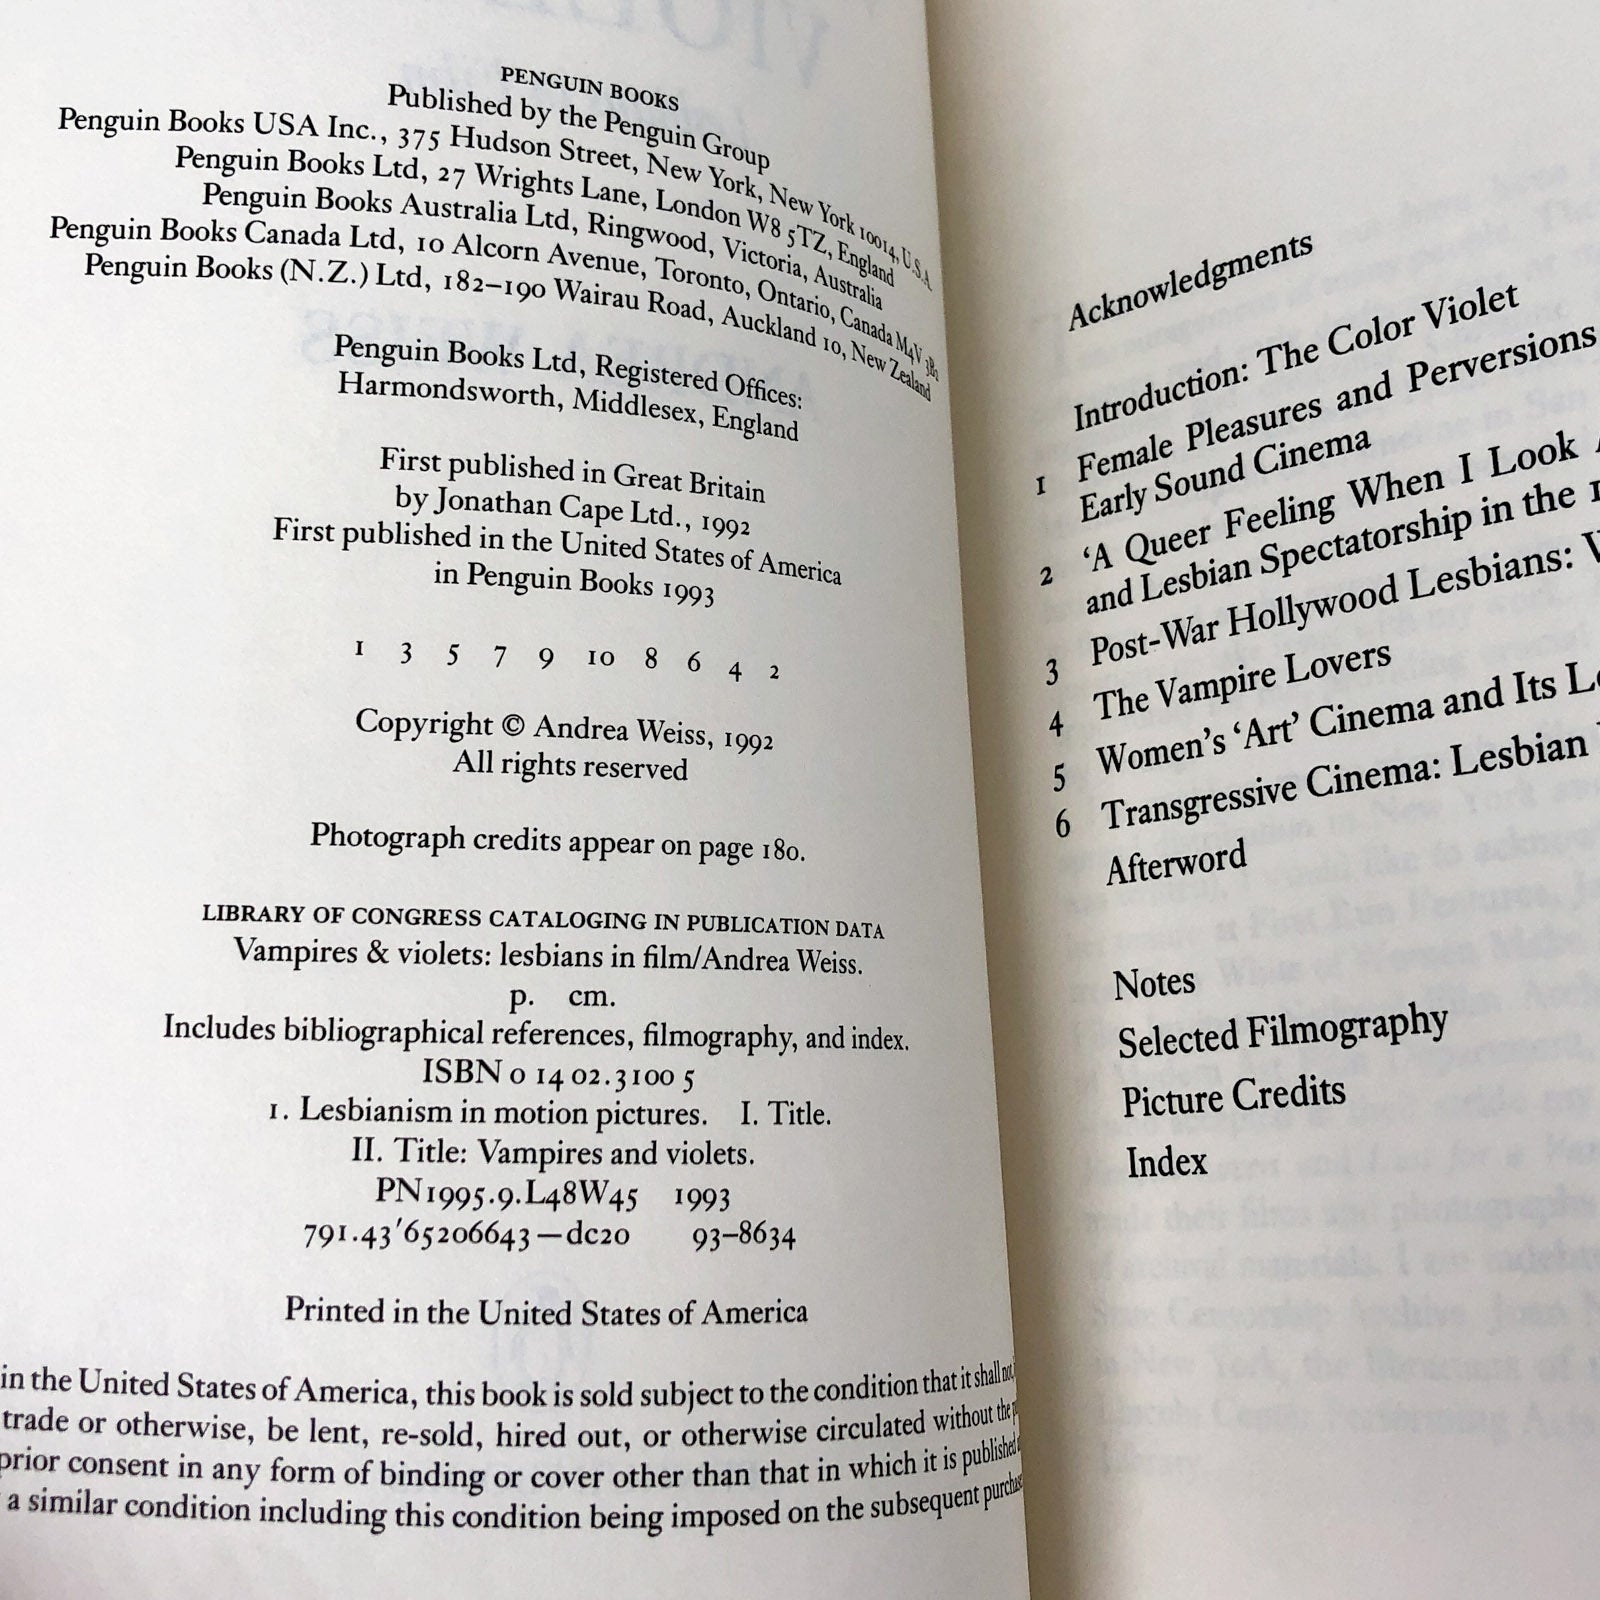 PENGUIN BOOKS
Published by the Penguin Group
Penguin Books USA Inc., 375 Hudson Street, New York, New York 10014, U.S.A
Penguin Books Ltd, 27 Wrights Lane, London W8 5TZ, England
Penguin Books Australia Ltd, Ringwood, Victoria, Australia
Penguin Books Canada Ltd, 10 Alcorn Avenue, Toronto, Ontario, Canada M4V 3B2
Penguin Books (N.Z.) Ltd, 182–190 Wairau Road, Auckland 10, New Zealand
Penguin Books Ltd, Registered Offices:
Harmondsworth, Middlesex, England
First published in Great Britain
by Jonathan Cape Ltd., 1992
First published in the United States of America
in Penguin Books 1993
1 3 5 7 9 10 8 6 4 2
Copyright © Andrea Weiss, 1992
All rights reserved
Photograph credits appear on page 180.
LIBRARY OF CONGRESS CATALOGING IN PUBLICATION DATA
Vampires & violets: lesbians in film/Andrea Weiss.
p. cm.
Includes bibliographical references, filmography, and index.
ISBN 0 14 02.3100 5
1. Lesbianism in motion pictures. I. Title.
II. Title: Vampires and violets.
PN1995.9.L48W45 1993
791.43′65206643—dc20 93–8634
Printed in the United States of America
in the United States of America, this book is sold subject to the condition that it shall not,
trade or otherwise, be lent, re-sold, hired out, or otherwise circulated without the
prior consent in any form of binding or cover other than that in which it is published
a similar condition including this condition being imposed on the subsequent
Acknowledgments
Introduction: The Color Violet
1 Female Pleasures and Perversions
Early Sound Cinema
2 ‘A Queer Feeling When I Look
and Lesbian Spectatorship in the
3 Post-War Hollywood Lesbians:
4 The Vampire Lovers
5 Women's ‘Art’ Cinema and Its
6 Transgressive Cinema: Lesbian
Afterword
Notes
Selected Filmography
Picture Credits
Index